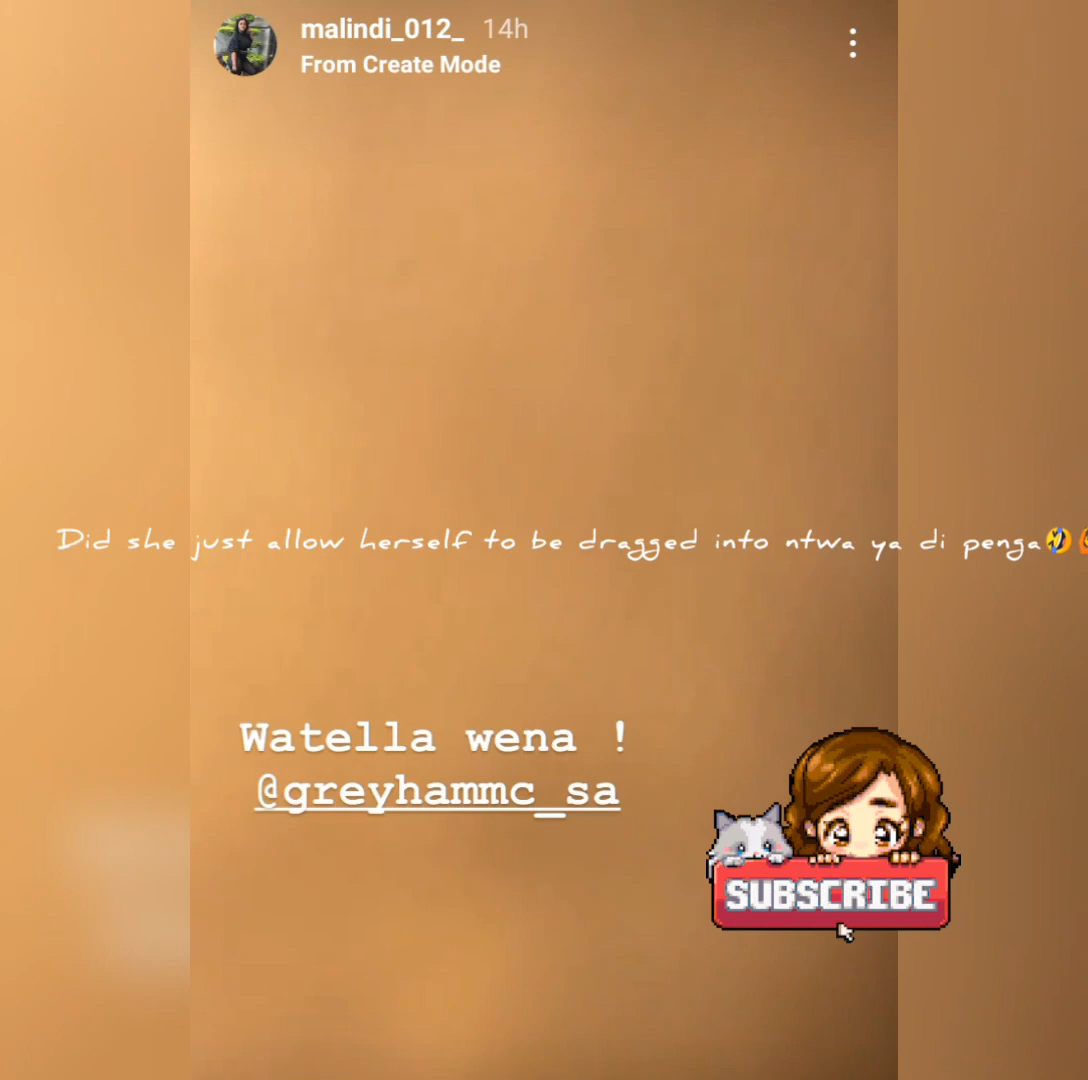 malindi_012_ 14h
From Create Mode
Did she just allow herself to be dragged into ntwa ya di penga🤣
Watella wena !
@greyhammc_sa
SUBSCRIBE